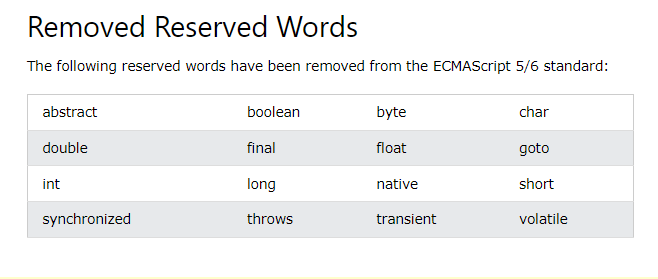 Removed Reserved Words
The following reserved words have been removed from the ECMAScript 5/6 standard:
abstract boolean byte char
double final float goto
int long native short
synchronized throws transient volatile